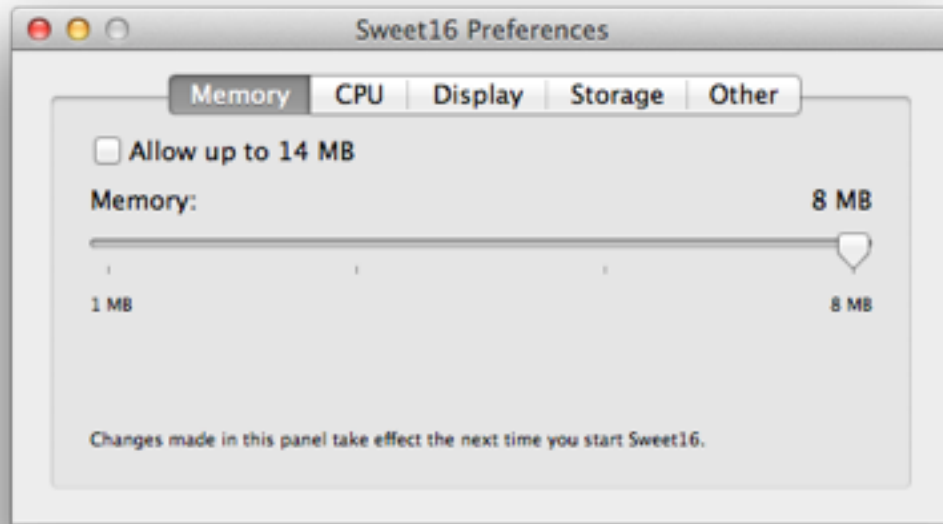 Sweet16 Preferences
Memory CPU Display Storage Other
Allow up to 14 MB
Memory: 8 MB
1 MB 8 MB
Changes made in this panel take effect the next time you start Sweet16.